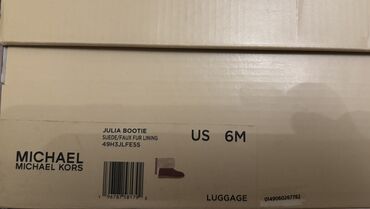 JULIA BOOTIE
SUEDE/FAUX FUR LINING
49H3JLFE5S
US 6M
MICHAEL
MICHAEL KORS
LUGGAGE